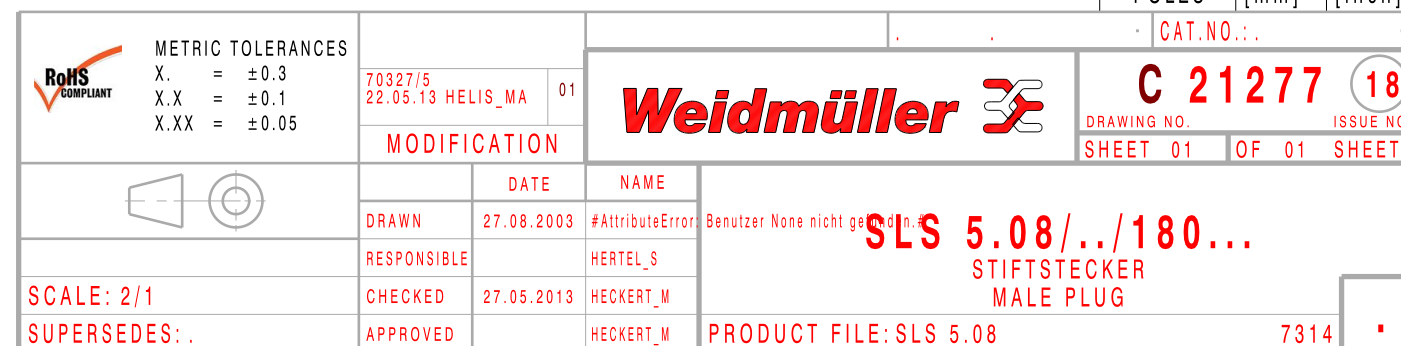 POLES [mm] [inch]
. . . CAT.NO.: .
RoHS
COMPLIANT
METRIC TOLERANCES
X. = ±0.3
X.X = ±0.1
X.XX = ±0.05
70327/5
22.05.13 HELIS_MA 01
MODIFICATION
Weidmüller
C 21277 18
DRAWING NO. ISSUE NO
SHEET 01 OF 01 SHEET
DATE NAME
DRAWN 27.08.2003 #AttributeError: Benutzer None nicht gefunden.#
RESPONSIBLE HERTEL_S
CHECKED 27.05.2013 HECKERT_M
APPROVED HECKERT_M
SLS 5.08/../180...
STIFTSTECKER
MALE PLUG
SCALE: 2/1
SUPERSEDES: .
PRODUCT FILE: SLS 5.08 7314 .